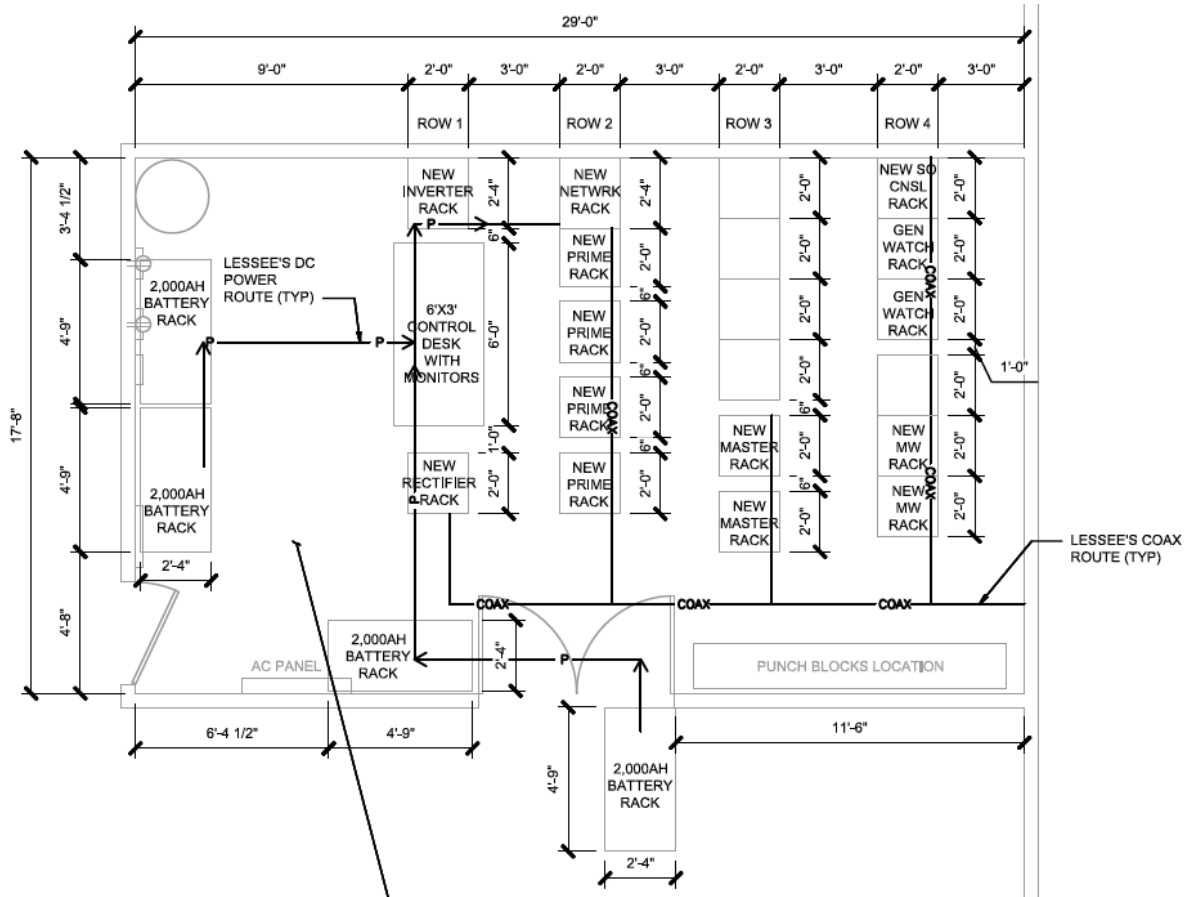 29'-0"
9'-0"
2'-0"
3'-0"
2'-0"
3'-0"
2'-0"
3'-0"
2'-0"
3'-0"
ROW 1
ROW 2
ROW 3
ROW 4
17'-8"
3'-4 1/2"
4'-9"
4'-9"
4'-8"
2,000AH
BATTERY
RACK
2,000AH
BATTERY
RACK
2'-4"
LESSEE'S DC
POWER
ROUTE (TYP)
P
P
NEW
INVERTER
RACK
P
6'X3'
CONTROL
DESK
WITH
MONITORS
NEW
RECTIFIER
RACK
P
2'-4"
6"
6'-0"
1'-0"
2'-0"
NEW
NETWRK
RACK
NEW
PRIME
RACK
NEW
PRIME
RACK
NEW
PRIME
RACK
NEW
PRIME
RACK
COAX
2'-4"
2'-0"
6"
2'-0"
6"
2'-0"
6"
2'-0"
NEW
MASTER
RACK
NEW
MASTER
RACK
2'-0"
2'-0"
2'-0"
2'-0"
6"
2'-0"
6"
2'-0"
NEW SO
CNSL
RACK
GEN
WATCH
RACK
GEN
WATCH
RACK
NEW
MW
RACK
NEW
MW
RACK
COAX
COAX
2'-0"
2'-0"
2'-0"
1'-0"
2'-0"
2'-0"
2'-0"
LESSEE'S COAX
ROUTE (TYP)
COAX
COAX
COAX
AC PANEL
2,000AH
BATTERY
RACK
2'-4"
P
PUNCH BLOCKS LOCATION
6'-4 1/2"
4'-9"
11'-6"
4'-9"
2,000AH
BATTERY
RACK
2'-4"